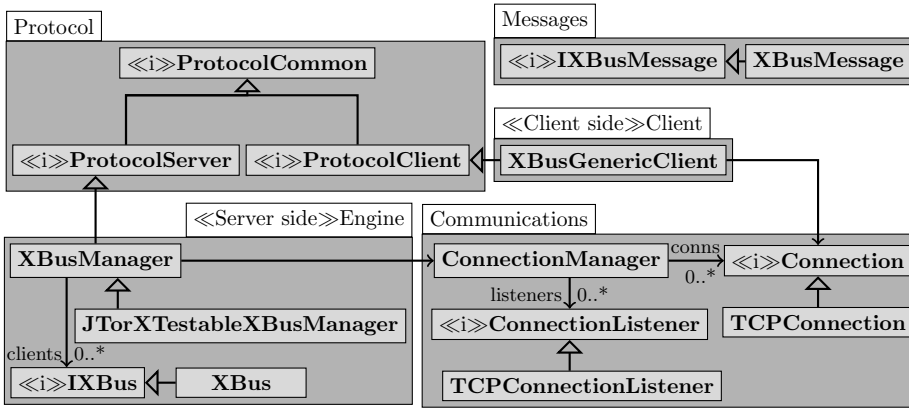 Protocol
≪i≫ProtocolCommon
≪i≫ProtocolServer
≪i≫ProtocolClient
Messages
≪i≫IXBusMessage
XBusMessage
≪Client side≫Client
XBusGenericClient
≪Server side≫Engine
XBusManager
JTorXTestableXBusManager
clients 0..*
≪i≫IXBus
XBus
Communications
ConnectionManager
conns
0..*
≪i≫Connection
listeners 0..*
≪i≫ConnectionListener
TCPConnection
TCPConnectionListener